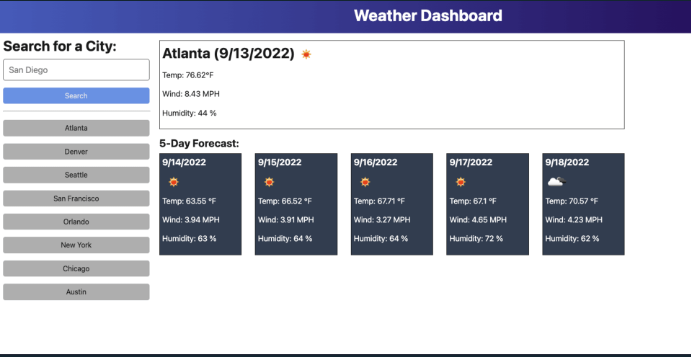 Weather Dashboard
Search for a City:
San Diego
Search
Atlanta
Denver
Seattle
San Francisco
Orlando
New York
Chicago
Austin
Atlanta (9/13/2022)
Temp: 76.62°F
Wind: 8.43 MPH
Humidity: 44 %
5-Day Forecast:
9/14/2022
Temp: 63.55 °F
Wind: 3.94 MPH
Humidity: 63 %
9/15/2022
Temp: 66.52 °F
Wind: 3.91 MPH
Humidity: 64 %
9/16/2022
Temp: 67.71 °F
Wind: 3.27 MPH
Humidity: 64 %
9/17/2022
Temp: 67.1 °F
Wind: 4.65 MPH
Humidity: 72 %
9/18/2022
Temp: 70.57 °F
Wind: 4.23 MPH
Humidity: 62 %